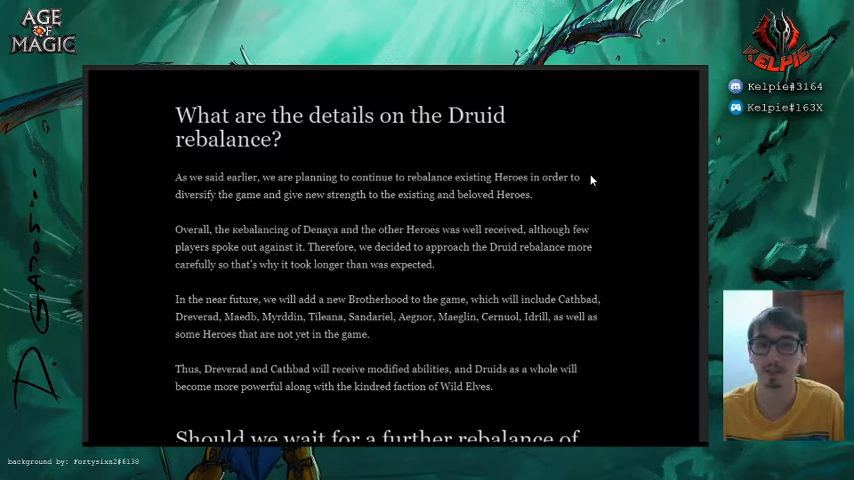 AGE
OF
MAGIC
KELPIE
Kelpie#3164
Kelpie#163X
What are the details on the Druid
rebalance?
As we said earlier, we are planning to continue to rebalance existing Heroes in order to
diversify the game and give new strength to the existing and beloved Heroes.
Overall, the кebalancing of Denaya and the other Heroes was well received, although few
players spoke out against it. Therefore, we decided to approach the Druid rebalance more
carefully so that's why it took longer than was expected.
In the near future, we will add a new Brotherhood to the game, which will include Cathbad,
Dreverad, Maedb, Myrddin, Tileana, Sandariel, Aegnor, Maeglin, Cernuol, Idrill, as well as
some Heroes that are not yet in the game.
Thus, Dreverad and Cathbad will receive modified abilities, and Druids as a whole will
become more powerful along with the kindred faction of Wild Elves.
Should we wait for a further rebalance of
background by: Fortysixn2#6138